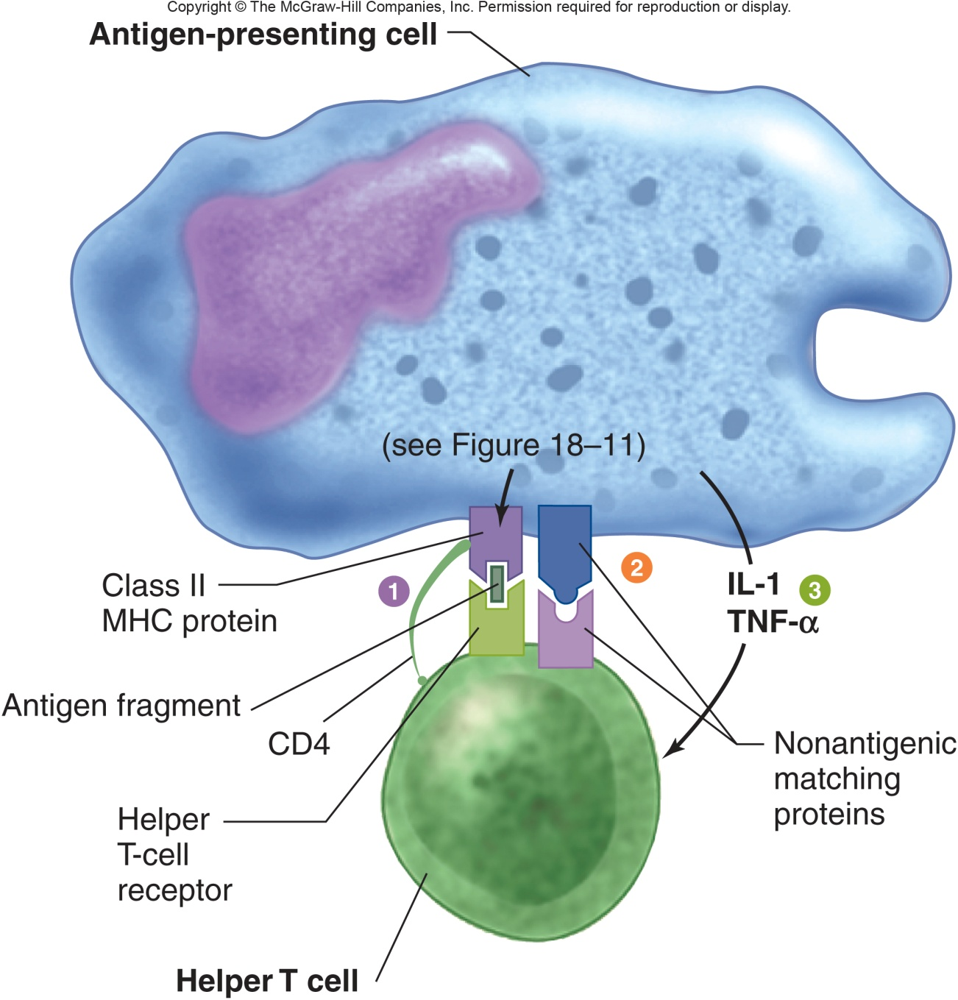 Copyright © The McGraw-Hill Companies, Inc. Permission required for reproduction or display.
Antigen-presenting cell
(see Figure 18–11)
Class II
MHC protein
1
2
IL-1
TNF-α
3
Antigen fragment
CD4
Nonantigenic
matching
proteins
Helper
T-cell
receptor
Helper T cell